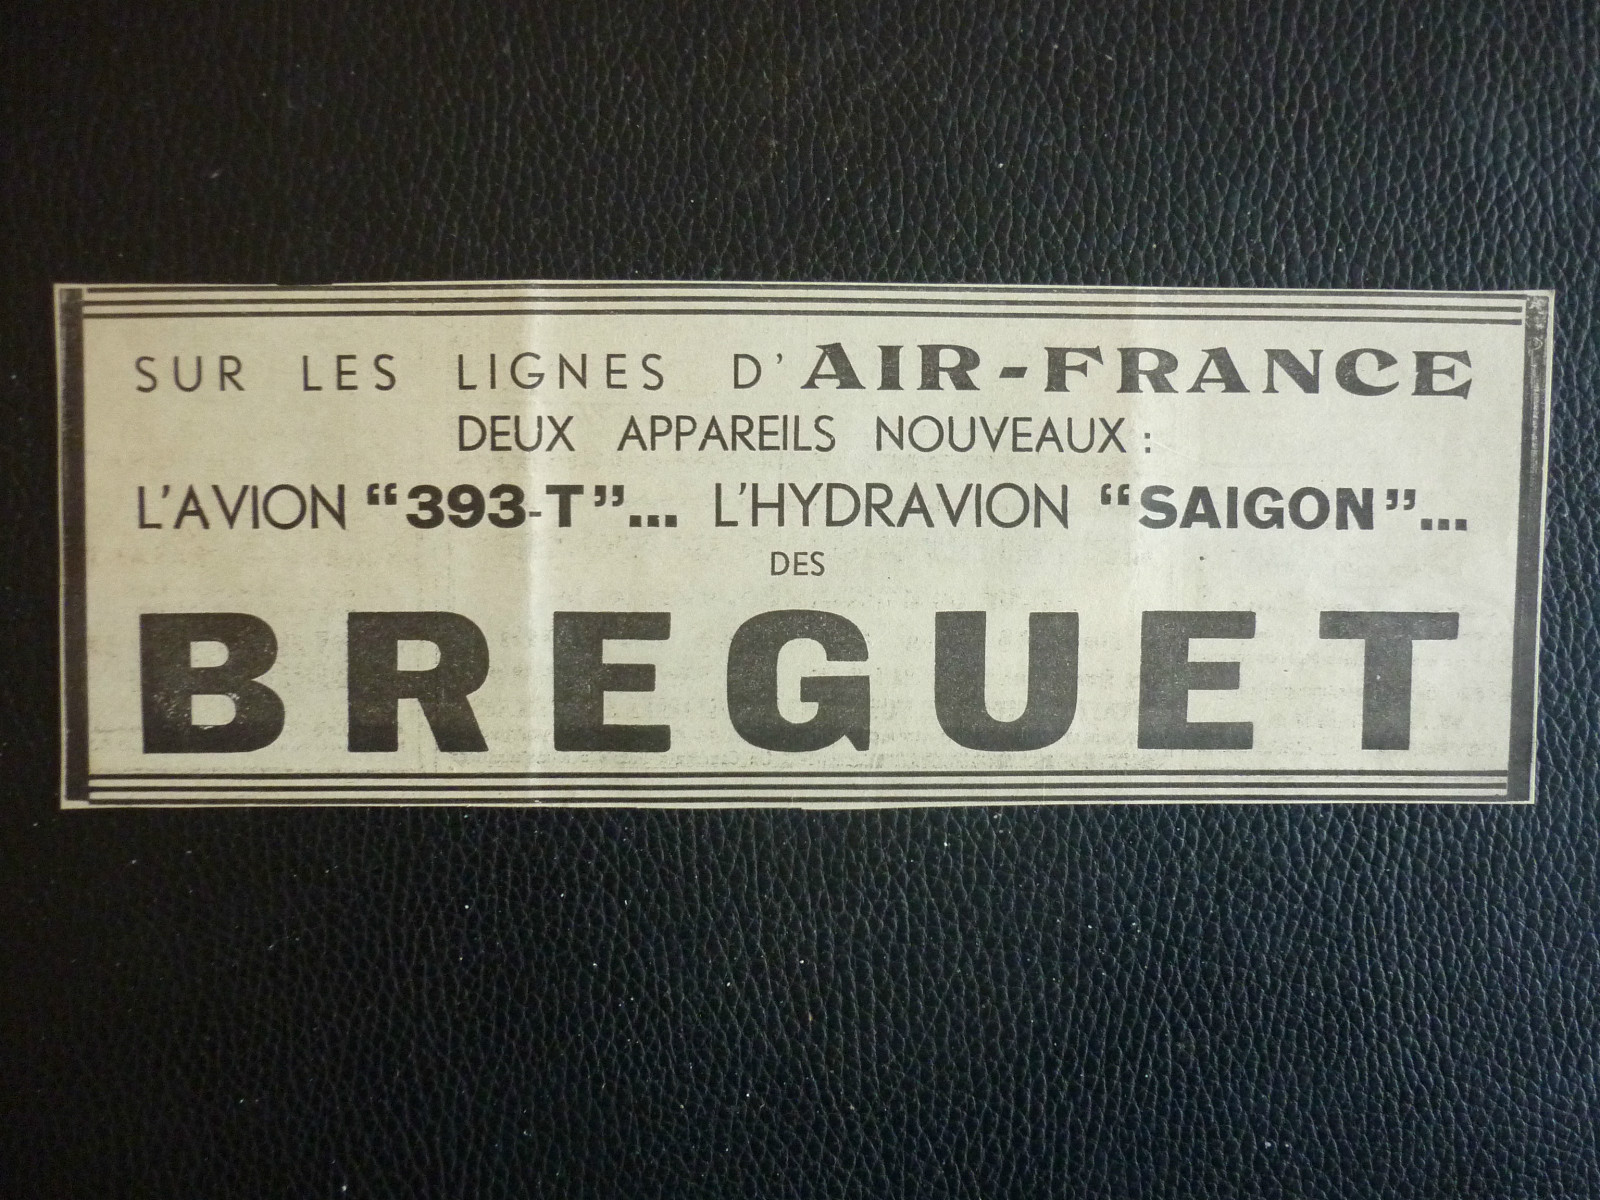 SUR LES LIGNES D'AIR-FRANCE
DEUX APPAREILS NOUVEAUX :
L'AVION “393-T”... L'HYDRAVION “SAIGON”...
DES
BREGUET